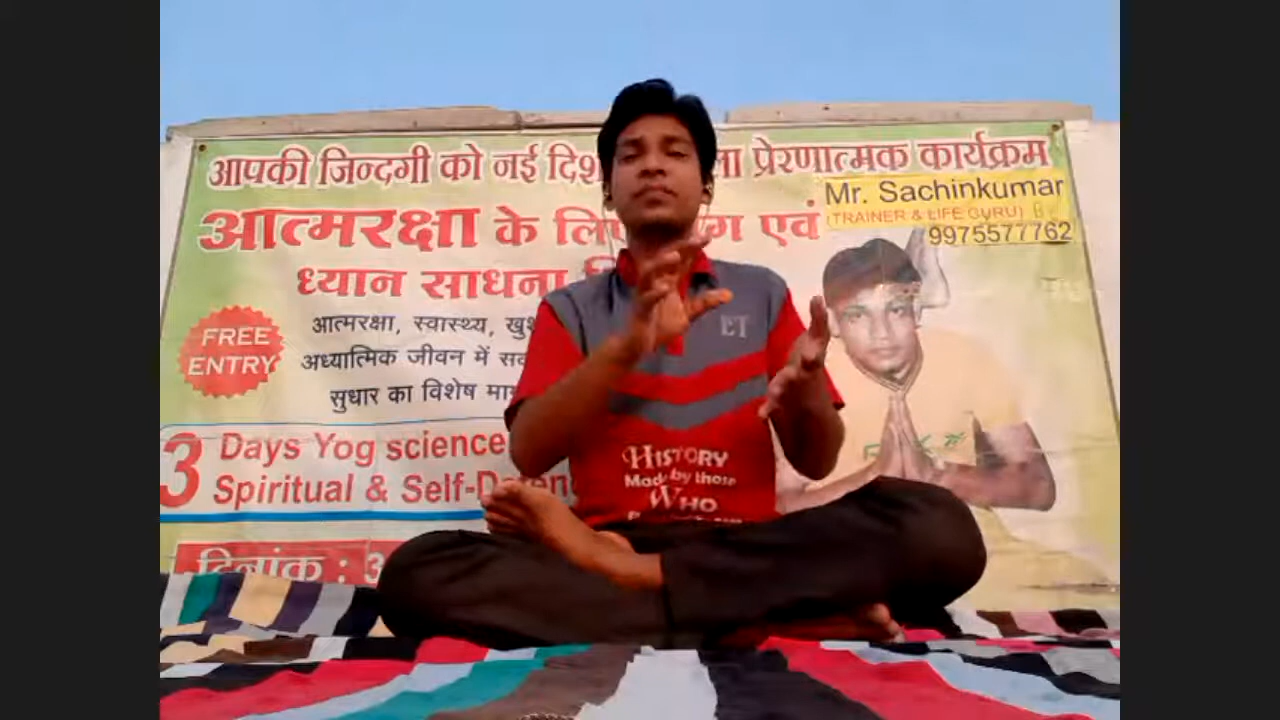 आपकी जिन्दगी को नई प्रेरणात्मक कार्यक्रम
Mr. Sachinkumar
(TRAINER & LIFE GURU)
9975577762
आत्मरक्षा के एवं
ध्यान साधना
FREE
ENTRY
आत्मरक्षा, स्वास्थ्य,
अध्यात्मिक जीवन में
सुधार का विशेष
3 Days Yog science
Spiritual & Self-
दिनांक : 3
HISTORY
Made by those
WHO